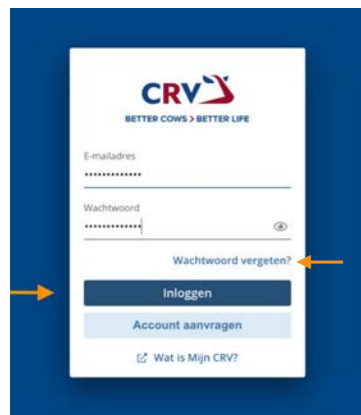 CRV
BETTER COWS > BETTER LIFE
E-mailadres
•••••••••••••
Wachtwoord
•••••••••••••
Wachtwoord vergeten?
Inloggen
Account aanvragen
Wat is Mijn CRV?